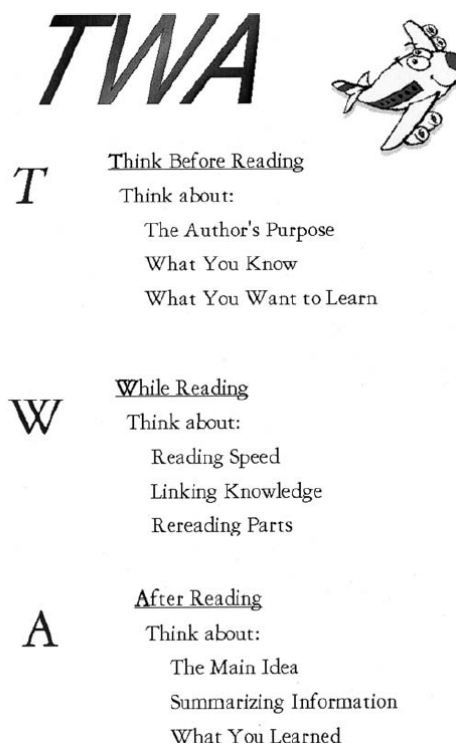 TWA
T
Think Before Reading
Think about:
The Author's Purpose
What You Know
What You Want to Learn
W
While Reading
Think about:
Reading Speed
Linking Knowledge
Rereading Parts
A
After Reading
Think about:
The Main Idea
Summarizing Information
What You Learned